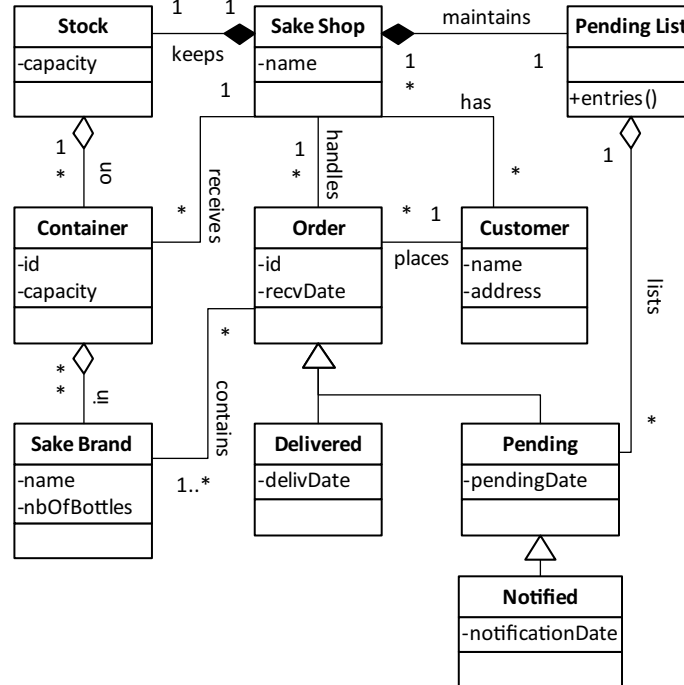 1
1
Stock
-capacity
keeps
Sake Shop
-name
maintains
1
1
*
Pending List
+entries()
1
has
1
*
on
receives
*
1
*
handles
*
1
lists
Container
-id
-capacity
*
Order
-id
-recvDate
*
1
places
Customer
-name
-address
*
*
in
*
contains
1..*
*
Sake Brand
-name
-nbOfBottles
Delivered
-delivDate
Pending
-pendingDate
Notified
-notificationDate